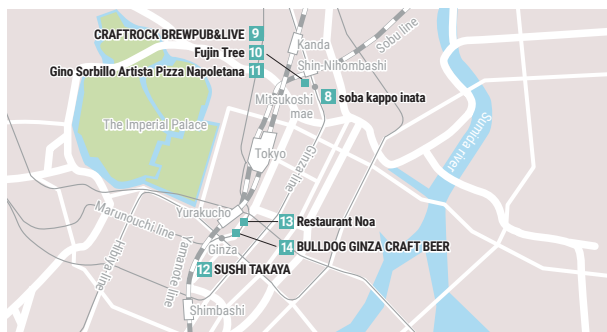 CRAFTROCK BREWPUB&LIVE 9
Fujin Tree 10
Gino Sorbillo Artista Pizza Napoletana 11
Kanda
Sobu line
Shin-Nihombashi
Mitsukoshi
mae
8 soba kappo inata
The Imperial Palace
Tokyo
Ginza-line
Sumida river
Yurakucho
Marunouchi-line
Hibiya-line
Yamanote line
Ginza
13 Restaurant Noa
14 BULLDOG GINZA CRAFT BEER
12 SUSHI TAKAYA
Shimbashi